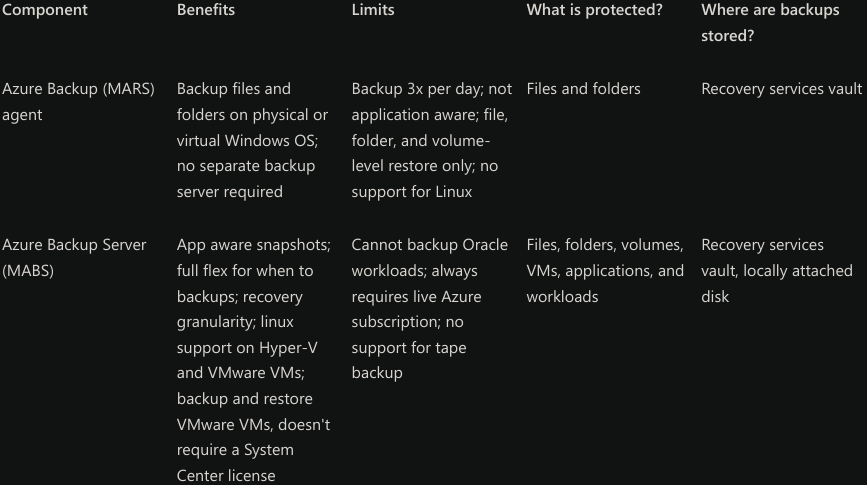 Component
Benefits
Limits
What is protected?
Where are backups
stored?
Azure Backup (MARS)
agent
Backup files and
folders on physical or
virtual Windows OS;
no separate backup
server required
Backup 3x per day; not
application aware; file,
folder, and volume-
level restore only; no
support for Linux
Files and folders
Recovery services vault
Azure Backup Server
(MABS)
App aware snapshots;
full flex for when to
backups; recovery
granularity; linux
support on Hyper-V
and VMware VMs;
backup and restore
VMware VMs, doesn't
require a System
Center license
Cannot backup Oracle
workloads; always
requires live Azure
subscription; no
support for tape
backup
Files, folders, volumes,
VMs, applications, and
workloads
Recovery services
vault, locally attached
disk